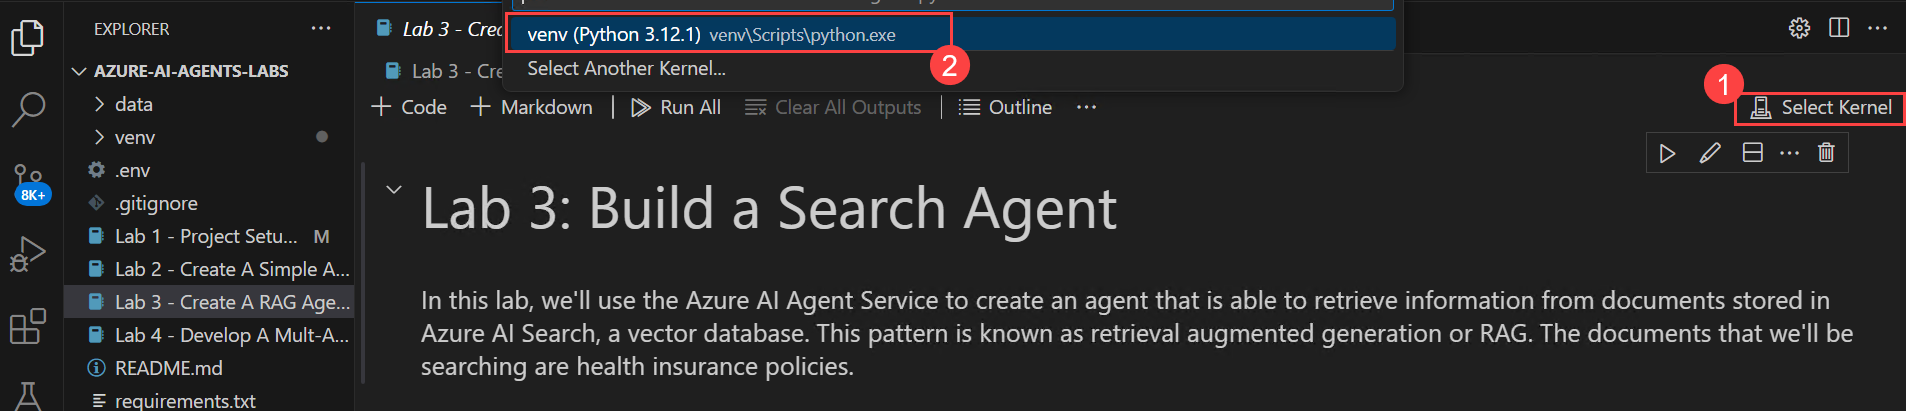 EXPLORER
AZURE-AI-AGENTS-LABS
data
venv
.env
.gitignore
Lab 1 - Project Setu... M
Lab 2 - Create A Simple A...
Lab 3 - Create A RAG Age...
Lab 4 - Develop A Mult-A...
README.md
requirements.txt
8K+
Lab 3 - Crea
venv (Python 3.12.1) venv\Scripts\python.exe
2
Select Another Kernel...
Lab 3 - Cre
+ Code + Markdown Run All Clear All Outputs Outline ...
1
Select Kernel
Lab 3: Build a Search Agent
In this lab, we'll use the Azure AI Agent Service to create an agent that is able to retrieve information from documents stored in
Azure AI Search, a vector database. This pattern is known as retrieval augmented generation or RAG. The documents that we'll be
searching are health insurance policies.